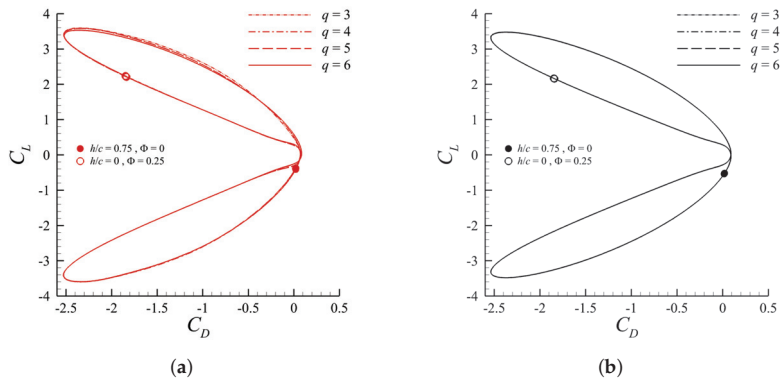 4
3
2
1
0
-1
-2
-3
-4
C_L
-2.5 -2 -1.5 -1 -0.5 0 0.5
C_D
q = 3
q = 4
q = 5
q = 6
h/c = 0.75 , Φ = 0
h/c = 0 , Φ = 0.25
(a)
4
3
2
1
0
-1
-2
-3
-4
C_L
-2.5 -2 -1.5 -1 -0.5 0 0.5
C_D
q = 3
q = 4
q = 5
q = 6
h/c = 0.75 , Φ = 0
h/c = 0 , Φ = 0.25
(b)